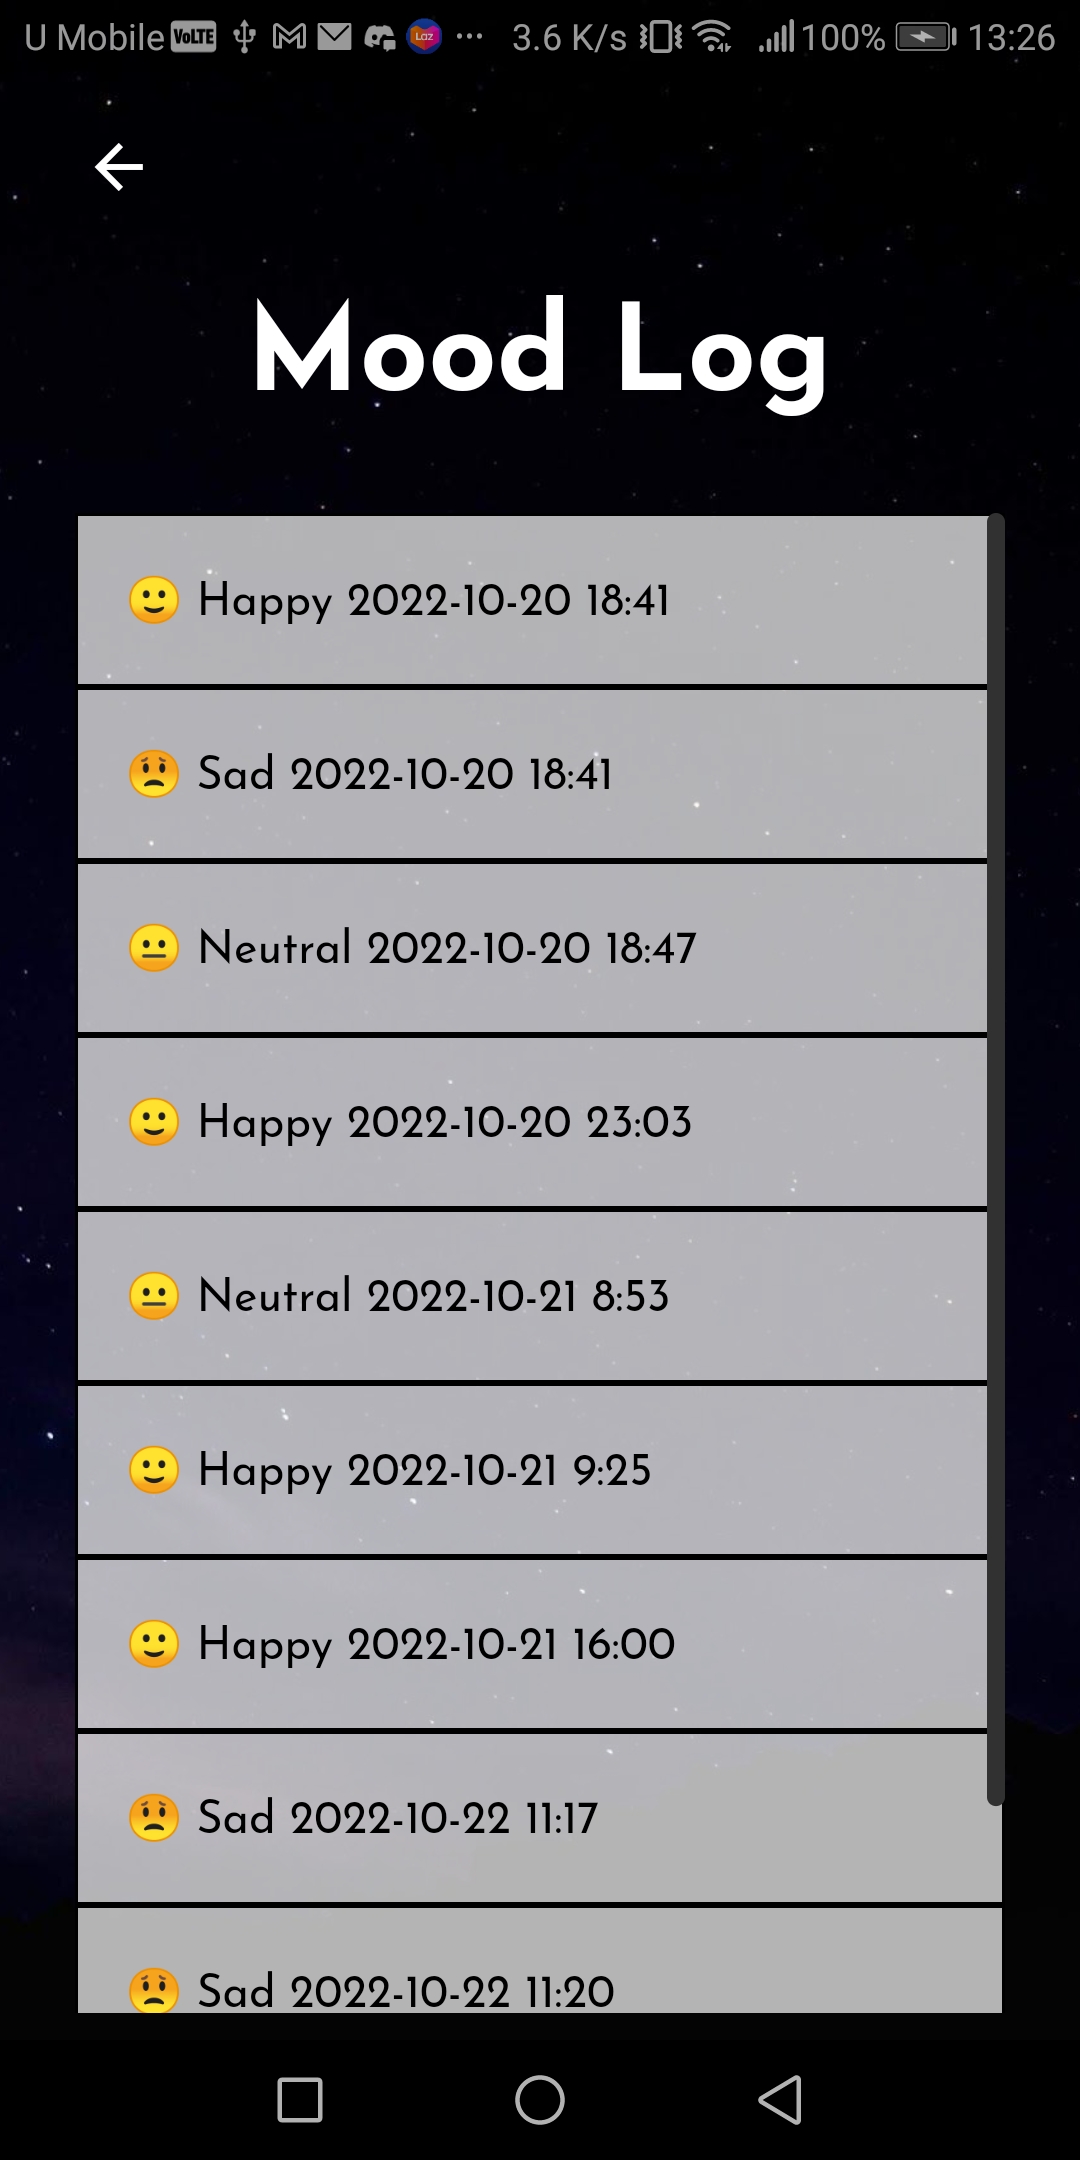 U Mobile VoLTE Laz ... 3.6 K/s 100% 13:26
Mood Log
🙂 Happy 2022-10-20 18:41
😟 Sad 2022-10-20 18:41
😐 Neutral 2022-10-20 18:47
🙂 Happy 2022-10-20 23:03
😐 Neutral 2022-10-21 8:53
🙂 Happy 2022-10-21 9:25
🙂 Happy 2022-10-21 16:00
😟 Sad 2022-10-22 11:17
😟 Sad 2022-10-22 11:20